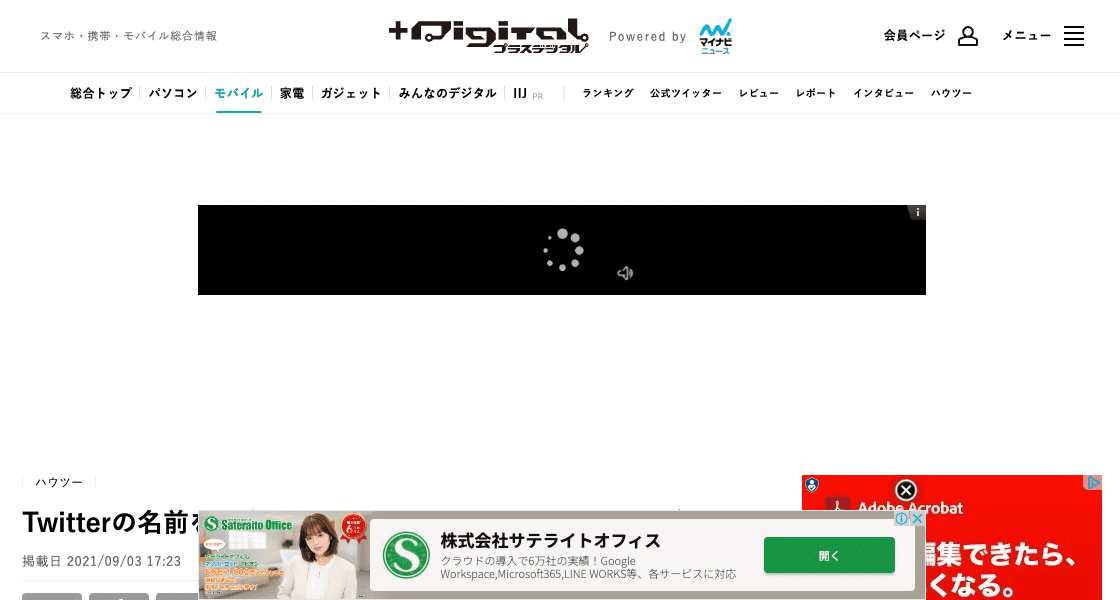 スマホ・携帯・モバイル総合情報
+Digital
プラスデジタル
Powered by
マイナビ
ニュース
会員ページ
メニュー
総合トップ
パソコン
モバイル
家電
ガジェット
みんなのデジタル
IIJ PR
ランキング
公式ツイッター
レビュー
レポート
インタビュー
ハウツー
ハウツー
Twitterの名前
掲載日 2021/09/03 17:23
Sateraito Office
株式会社サテライトオフィス
クラウドの導入で6万社の実績！Google
Workspace,Microsoft365,LINE WORKS等、各サービスに対応
開く
Adobe Acrobat
編集できたら、
くなる。